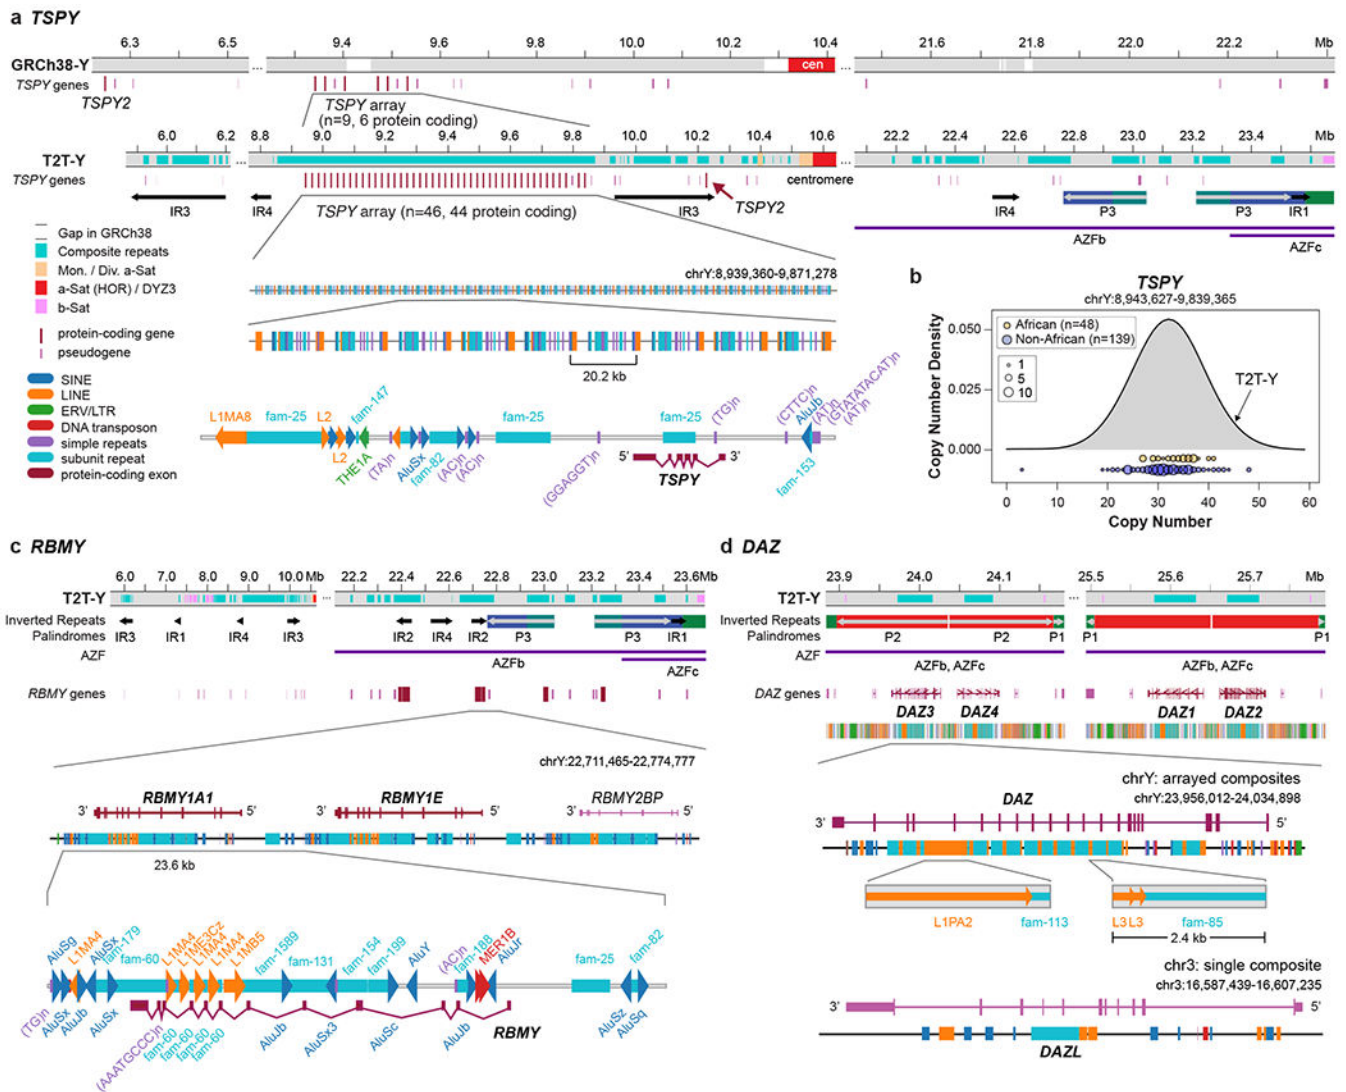 a TSPY
6.3 6.5 9.4 9.6 9.8 10.0 10.2 10.4 21.6 21.8 22.0 22.2 Mb
GRCh38-Y ... cen ...
TSPY genes
TSPY2
TSPY array
(n=9, 6 protein coding)
6.0 6.2 8.8 9.0 9.2 9.4 9.6 9.8 10.0 10.2 10.4 10.6 22.2 22.4 22.6 22.8 23.0 23.4 Mb
T2T-Y ... ...
TSPY genes centromere
IR3 IR4 TSPY array (n=46, 44 protein coding) IR3 TSPY2 IR4 P3 P3 IR1
AZFb
AZFc
Gap in GRCh38
Composite repeats
Mon. / Div. a-Sat
a-Sat (HOR) / DYZ3
b-Sat
protein-coding gene
pseudogene
SINE
LINE
ERV/LTR
DNA transposon
simple repeats
subunit repeat
protein-coding exon
chrY:8,939,360-9,871,278
20.2 kb
L1MA8 fam-25 L2 fam-147 fam-25 fam-25 (TG)n (CTTC)n AluJb (AT)n (GTATATACAT)n (AT)n
L2 THE1A (TA)n AluSx fam-82 (AC)n (AC)n (GGAGGT)n 5' 3' fam-153
TSPY
b TSPY
chrY:8,943,627-9,839,365
Copy Number Density
0.050
0.025
0.000
African (n=48)
Non-African (n=139)
1
5
10
T2T-Y
0 10 20 30 40 50 60
Copy Number
c RBMY
6.0 7.0 8.0 9.0 10.0 Mb 22.2 22.4 22.6 22.8 23.0 23.2 23.6Mb
T2T-Y ...
Inverted Repeats
Palindromes IR3 IR1 IR4 IR3 IR2 IR4 IR2 P3 P3 IR1
AZF AZFb
AZFc
RBMY genes
chrY:22,711,465-22,774,777
3' RBMY1A1 5' 3' RBMY1E 5' 3' RBMY2BP 5'
23.6 kb
AluSg L1MA4 AluSx fam-179 fam-60 L1MA4 L1ME3Cz L1MA4 L1MA4 L1MB5 fam-1589 fam-131 fam-154 fam-199 AluY (AC)n fam-188 MER1B AluJr fam-25 fam-82
(TG)n AluSx AluJb AluSx (AAATGCCC)n fam-60 fam-60 fam-60 fam-60 AluJb AluSx3 AluSc AluJb RBMY AluSz AluSq
d DAZ
23.9 24.0 24.1 25.5 25.6 25.7 Mb
T2T-Y ...
Inverted Repeats
Palindromes P2 P2 P1 P1 P1
AZF AZFb, AZFc AZFb, AZFc
DAZ genes
DAZ3 DAZ4 DAZ1 DAZ2
chrY: arrayed composites
DAZ chrY:23,956,012-24,034,898
3' 5'
L1PA2 fam-113 L3 L3 fam-85
2.4 kb
chr3: single composite
chr3:16,587,439-16,607,235
3' 5'
DAZL